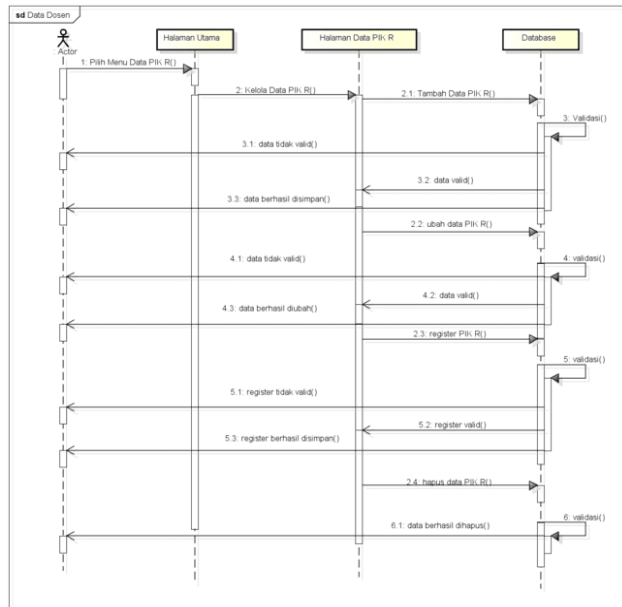 sd Data Dosen
Actor
Halaman Utama
Halaman Data PIK R
Database
1: Pilih Menu Data PIK R()
2: Kelola Data PIK R()
2.1: Tambah Data PIK R()
3: Validasi()
3.1: data tidak valid()
3.2: data valid()
3.3: data berhasil disimpan()
2.2: ubah data PIK R()
4: validasi()
4.1: data tidak valid()
4.2: data valid()
4.3: data berhasil diubah()
2.3: register PIK R()
5: validasi()
5.1: register tidak valid()
5.2: register valid()
5.3: register berhasil disimpan()
2.4: hapus data PIK R()
6: validasi()
6.1: data berhasil dihapus()